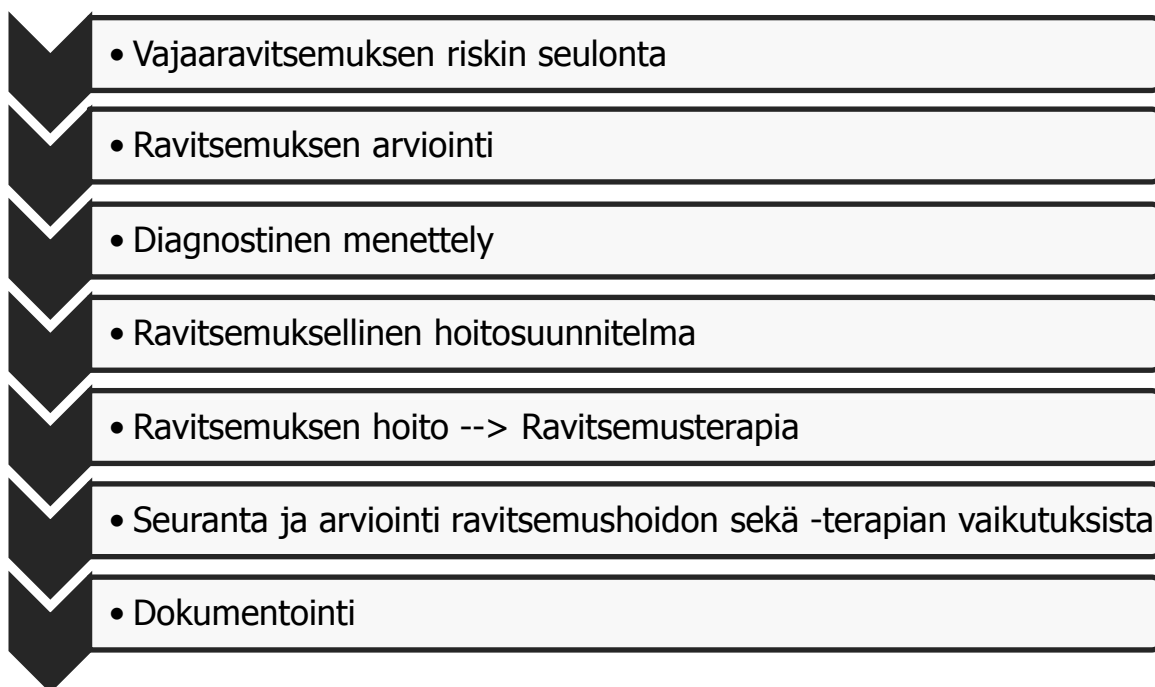 • Vajaaravitsemuksen riskin seulonta
• Ravitsemuksen arviointi
• Diagnostinen menettely
• Ravitsemuksellinen hoitosuunnitelma
• Ravitsemuksen hoito --> Ravitsemusterapia
• Seuranta ja arviointi ravitsemushoidon sekä -terapian vaikutuksista
• Dokumentointi